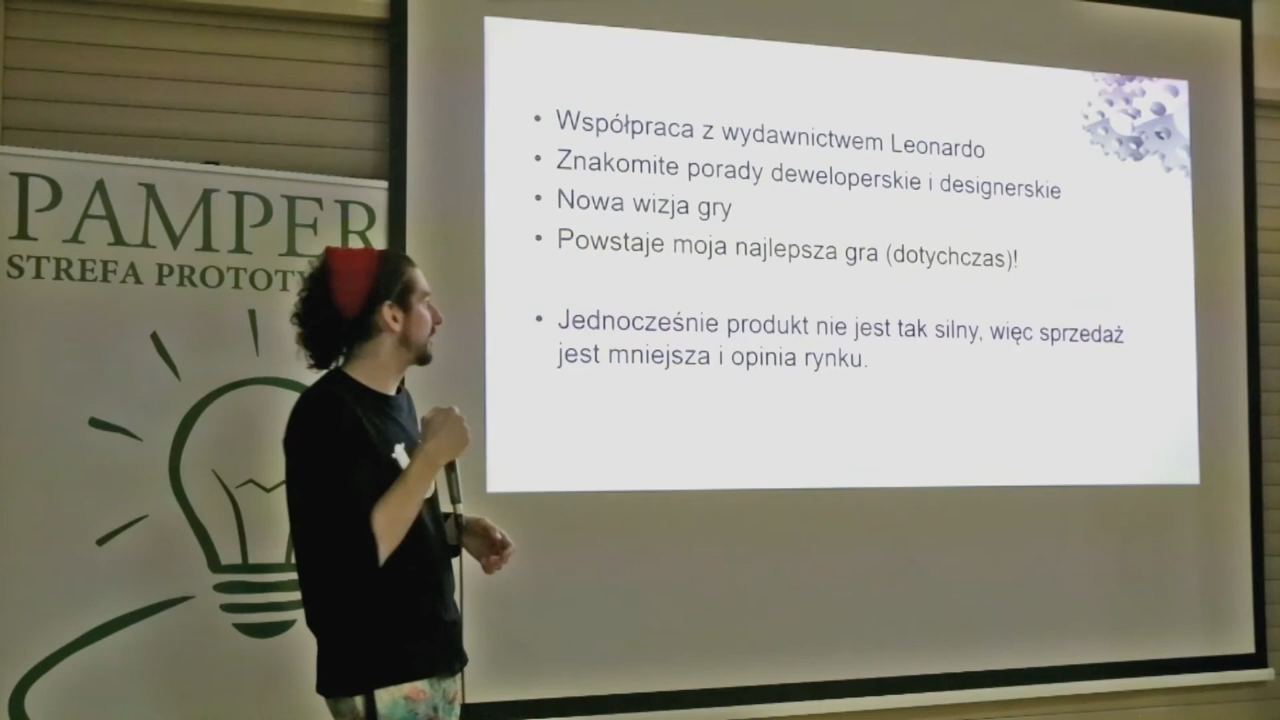 PAMPER
STREFA PROTOTY
• Współpraca z wydawnictwem Leonardo
• Znakomite porady deweloperskie i designerskie
• Nowa wizja gry
• Powstaje moja najlepsza gra (dotychczas)!
• Jednocześnie produkt nie jest tak silny, więc sprzedaż
jest mniejsza i opinia rynku.